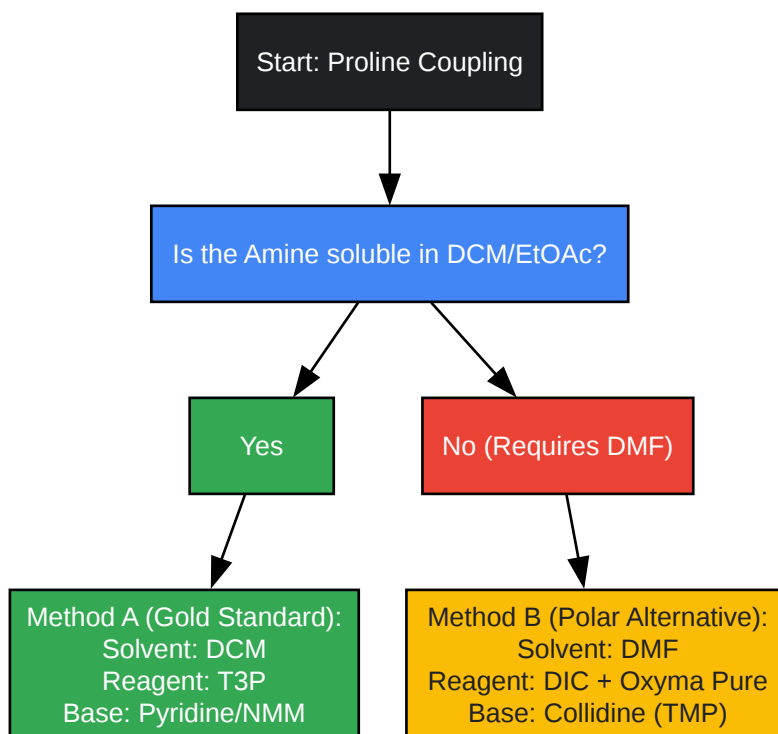 Start: Proline Coupling
Is the Amine soluble in DCM/EtOAc?
Yes
No (Requires DMF)
Method A (Gold Standard):
Solvent: DCM
Reagent: T3P
Base: Pyridine/NMM
Method B (Polar Alternative):
Solvent: DMF
Reagent: DIC + Oxyma Pure
Base: Collidine (TMP)